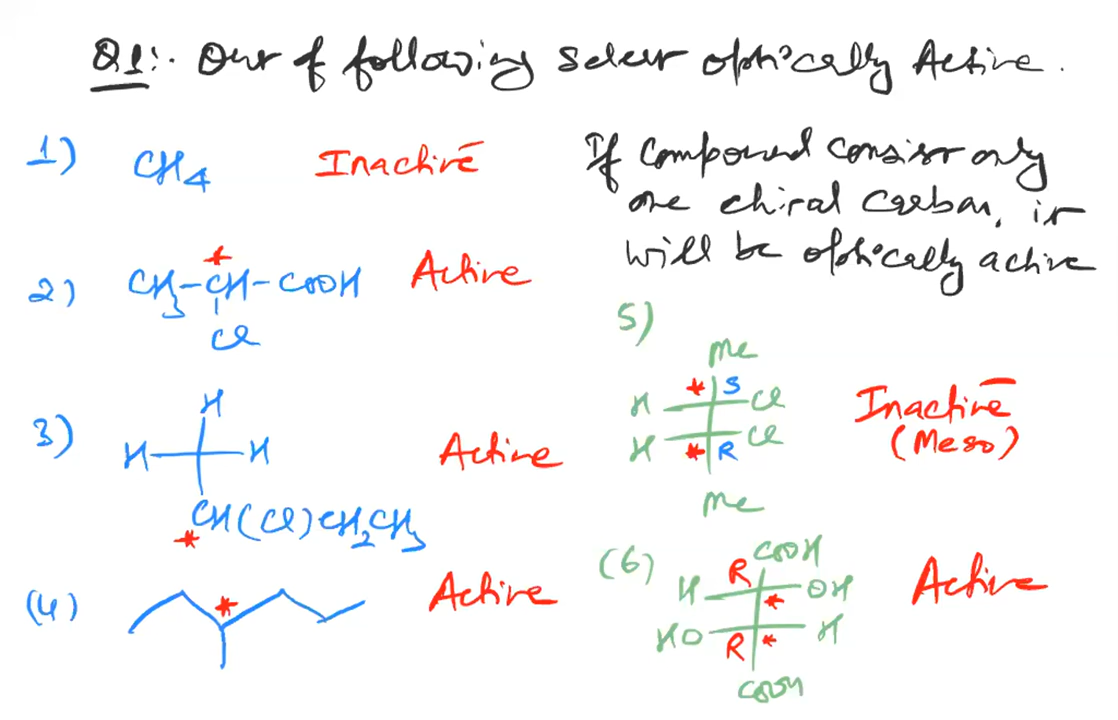 Q1:. Out of following select optically Active.
1) CH4 Inactive
If compound consist only
one chiral carbon, it
will be optically active
*
2) CH3-CH-COOH Active
Cl
3) H
H H Active
CH(Cl)CH2CH3
*
(4) * Active
5)
Me
* S
H Cl
H Cl
* R
Me
Inactive
(Meso)
(6) COOH
R
H OH Active
*
HO H
R *
COOH